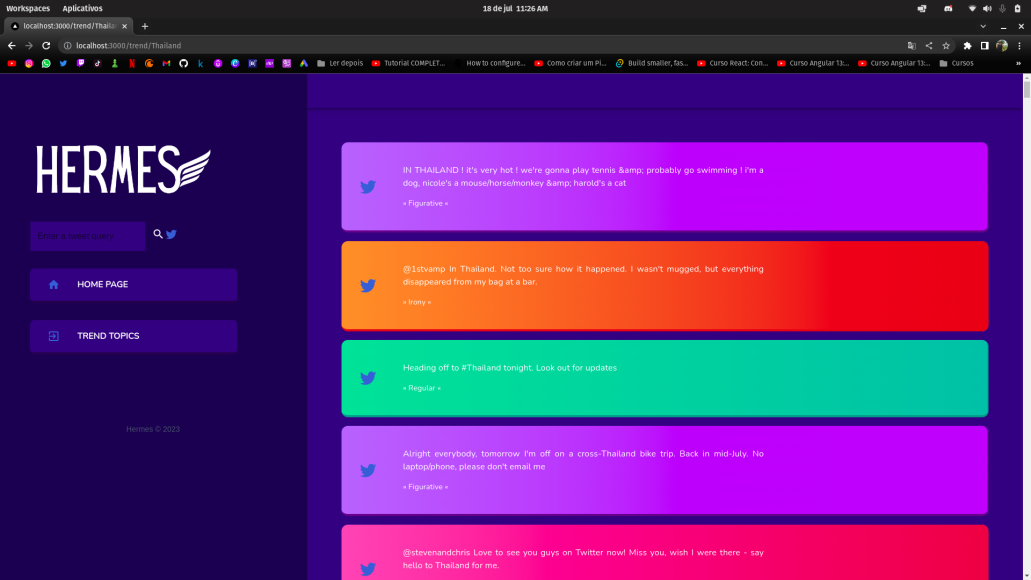 Workspaces Aplicativos 18 de jul 11:26 AM
localhost:3000/trend/Thailan
localhost:3000/trend/Thailand
Ler depois Tutorial COMPLET... How to configure... Como criar um Pi... Build smaller, fas... Curso React: Con... Curso Angular 13:... Curso Angular 13:... Cursos »
HERMES
Enter a trend query...
HOME PAGE
TREND TOPICS
Hermes © 2023
IN THAILAND ! it's very hot ! we're gonna play tennis &amp; probably go swimming ! i'm a
dog, nicole's a mouse/horse/monkey &amp; harold's a cat
» Figurative «
@1stvamp In Thailand. Not too sure how it happened. I wasn't mugged, but everything
disappeared from my bag at a bar.
» Irony «
Heading off to #Thailand tonight. Look out for updates
» Regular «
Alright everybody, tomorrow I'm off on a cross-Thailand bike trip. Back in mid-July. No
laptop/phone, please don't email me
» Figurative «
@stevenandchris Love to see you guys on Twitter now! Miss you, wish I were there - say
hello to Thailand for me.